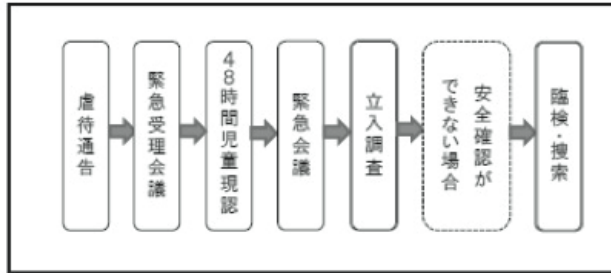 虐待通告
緊急受理会議
48時間児童現認
緊急会議
立入調査
安全確認が
できない場合
臨検・捜索